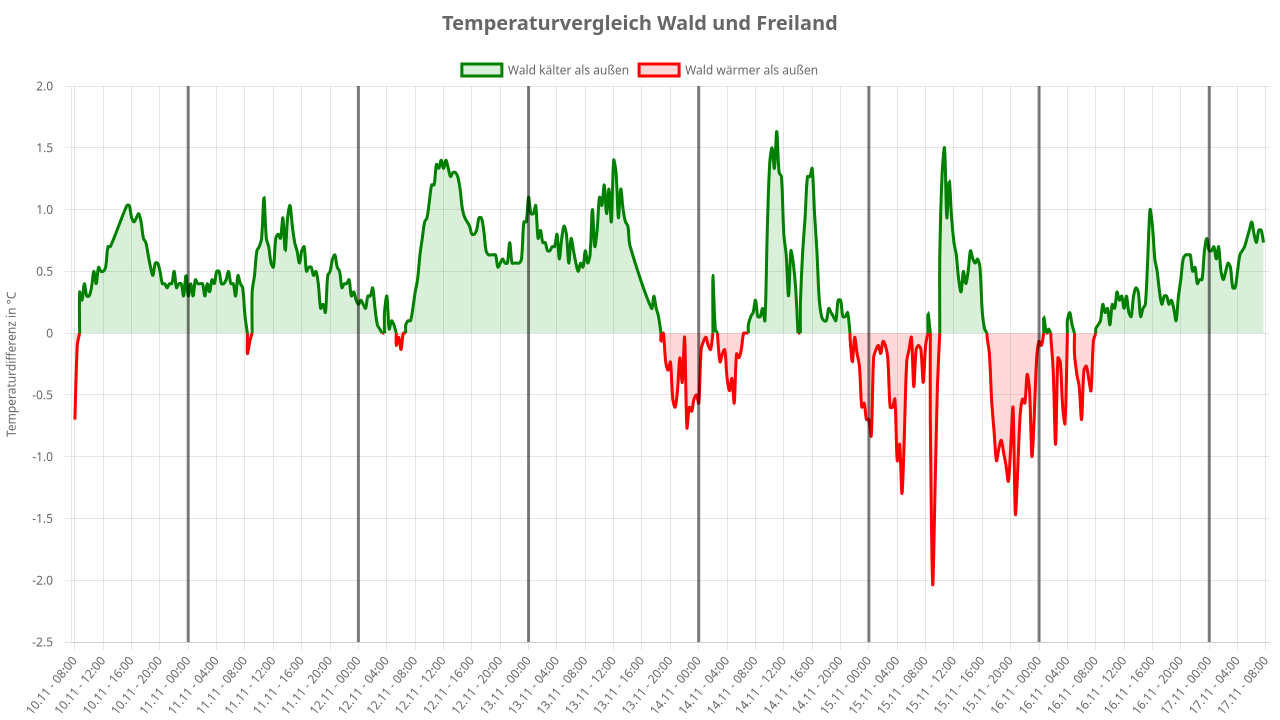 Temperaturvergleich Wald und Freiland
Wald kälter als außen
Wald wärmer als außen
Temperaturdifferenz in °C
2.0
1.5
1.0
0.5
0
-0.5
-1.0
-1.5
-2.0
-2.5
10.11 - 08:00
10.11 - 12:00
10.11 - 16:00
10.11 - 20:00
11.11 - 00:00
11.11 - 04:00
11.11 - 08:00
11.11 - 12:00
11.11 - 16:00
11.11 - 20:00
12.11 - 00:00
12.11 - 04:00
12.11 - 08:00
12.11 - 12:00
12.11 - 16:00
12.11 - 20:00
13.11 - 00:00
13.11 - 04:00
13.11 - 08:00
13.11 - 12:00
13.11 - 16:00
13.11 - 20:00
14.11 - 00:00
14.11 - 04:00
14.11 - 08:00
14.11 - 12:00
14.11 - 16:00
14.11 - 20:00
15.11 - 00:00
15.11 - 04:00
15.11 - 08:00
15.11 - 12:00
15.11 - 16:00
15.11 - 20:00
16.11 - 00:00
16.11 - 04:00
16.11 - 08:00
16.11 - 12:00
16.11 - 16:00
16.11 - 20:00
17.11 - 00:00
17.11 - 04:00
17.11 - 08:00